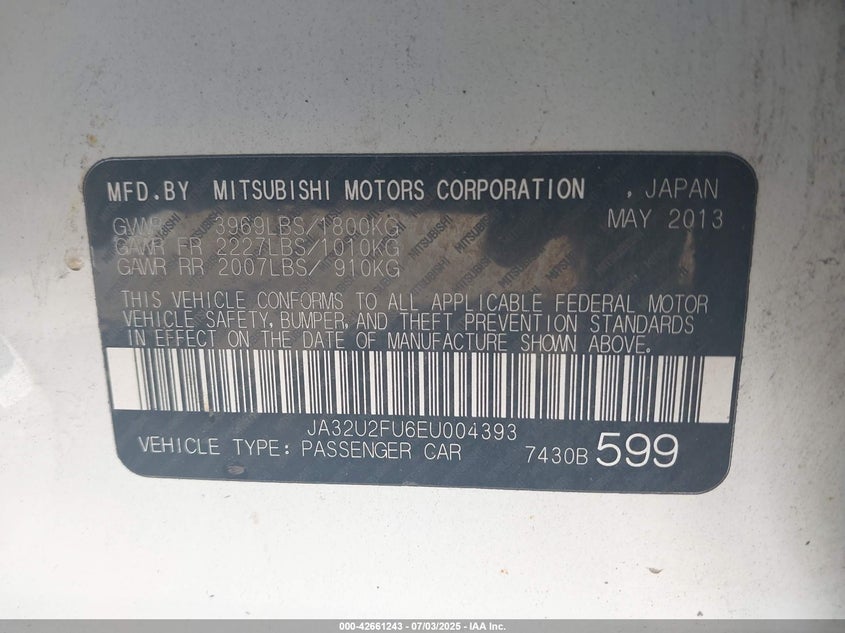 MFD.BY MITSUBISHI MOTORS CORPORATION , JAPAN
GVWR 3969LBS/1800KG MAY 2013
GAWR FR 2227LBS/1010KG
GAWR RR 2007LBS/ 910KG
THIS VEHICLE CONFORMS TO ALL APPLICABLE FEDERAL MOTOR
VEHICLE SAFETY, BUMPER, AND THEFT PREVENTION STANDARDS
IN EFFECT ON THE DATE OF MANUFACTURE SHOWN ABOVE.
JA32U2FU6EU004393
VEHICLE TYPE: PASSENGER CAR 7430B 599
000-42661243 - 07/03/2025 - IAA Inc.